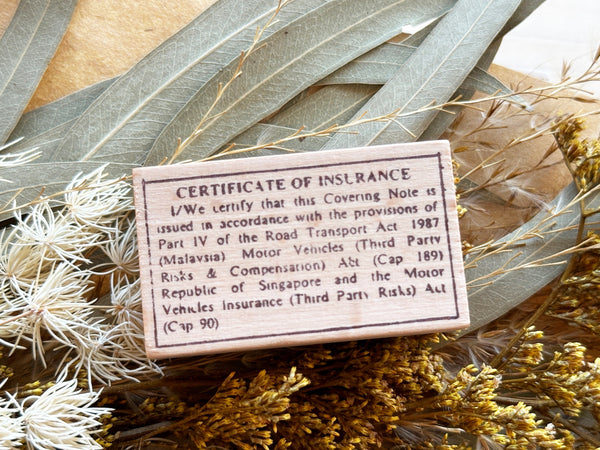 CERTIFICATE OF INSURANCE
I/We certify that this Covering Note is
issued in accordance with the provisions of
Part IV of the Road Transport Act 1987
(Malaysia) Motor Vehicles (Third Party
Risks & Compensation) Act (Cap 189)
Republic of Singapore and the Motor
Vehicles Insurance (Third Party Risks) Act
(Cap 90)